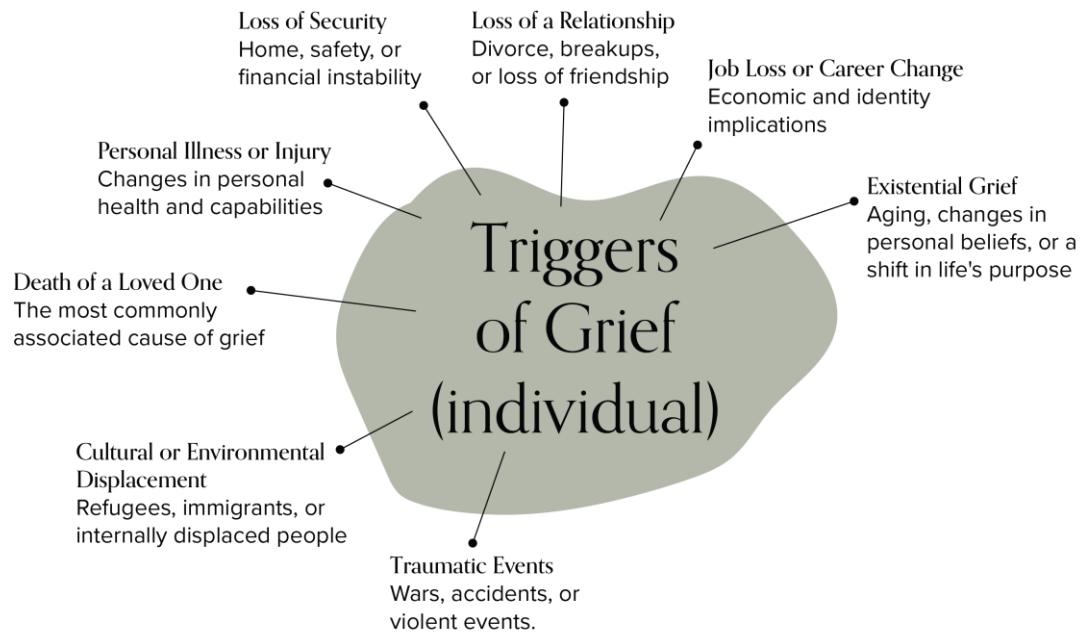 Loss of Security
Home, safety, or
financial instability
Loss of a Relationship
Divorce, breakups,
or loss of friendship
Job Loss or Career Change
Economic and identity
implications
Personal Illness or Injury
Changes in personal
health and capabilities
Existential Grief
Aging, changes in
personal beliefs, or a
shift in life's purpose
Triggers
of Grief
(individual)
Death of a Loved One
The most commonly
associated cause of grief
Cultural or Environmental
Displacement
Refugees, immigrants, or
internally displaced people
Traumatic Events
Wars, accidents, or
violent events.